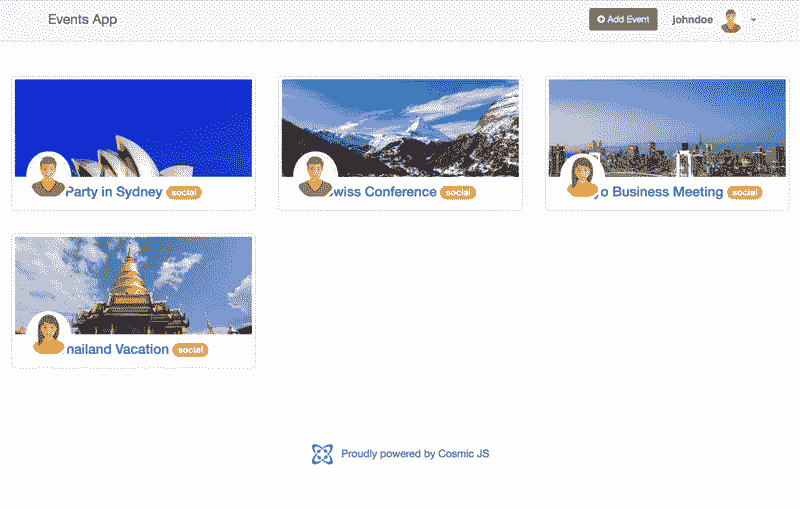 Events App
Add Event johndoe
Party in Sydney social
wiss Conference social
o Business Meeting social
nailand Vacation social
Proudly powered by Cosmic JS